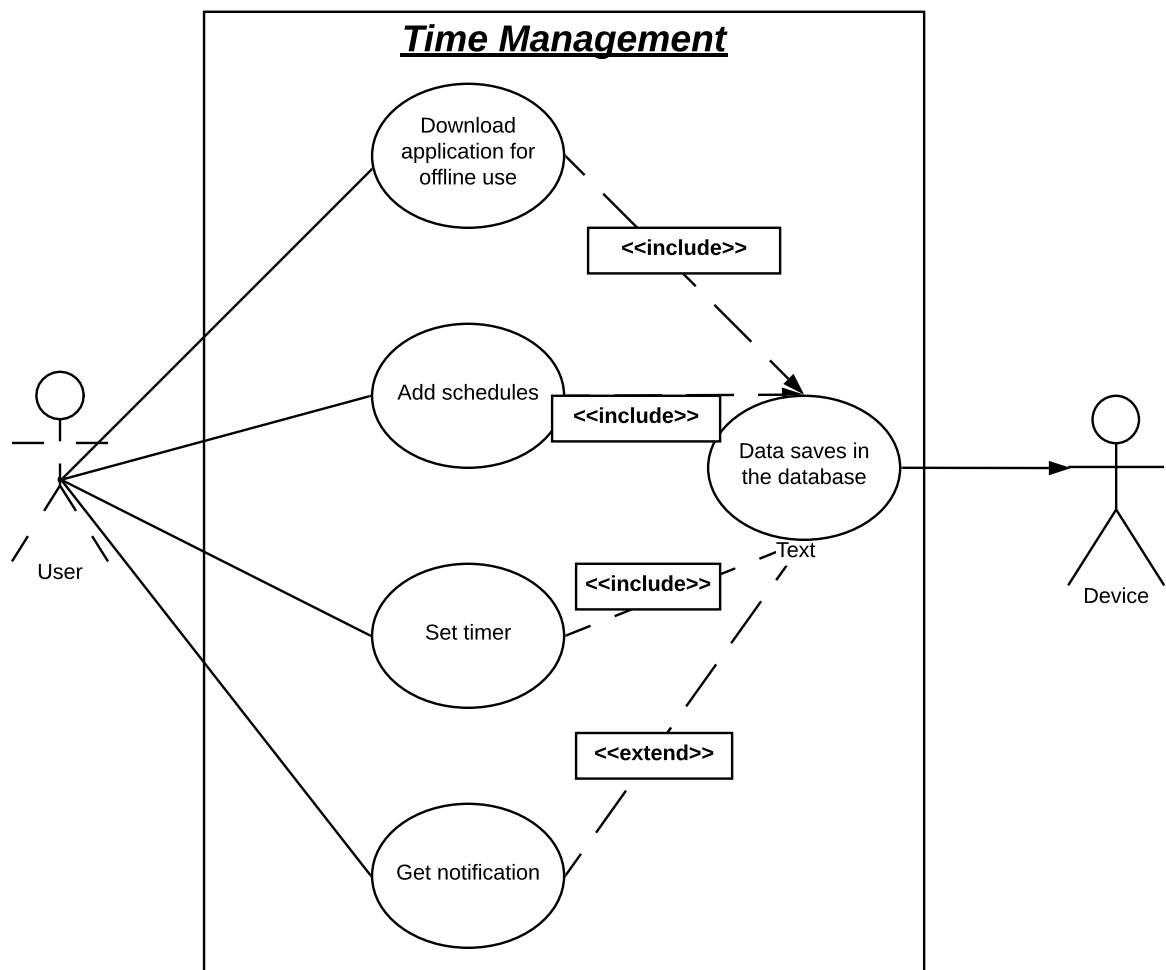 Time Management
Download
application for
offline use
<<include>>
Add schedules
<<include>>
Data saves in
the database
Text
<<include>>
User
Device
Set timer
<<extend>>
Get notification